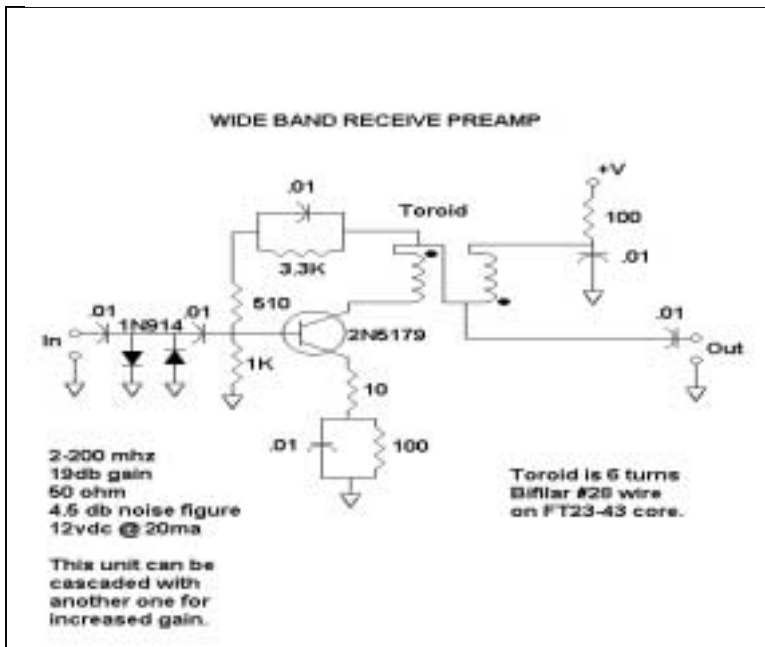 WIDE BAND RECEIVE PREAMP
.01
+V
Toroid
100
3.3K
.01
510
.01
.01
.01
1N914
In
2N5179
Out
1K
10
.01
100
2-200 mhz
19db gain
50 ohm
4.5 db noise figure
12vdc @ 20ma
Toroid is 6 turns
Bifilar #28 wire
on FT23-43 core.
This unit can be
cascaded with
another one for
increased gain.